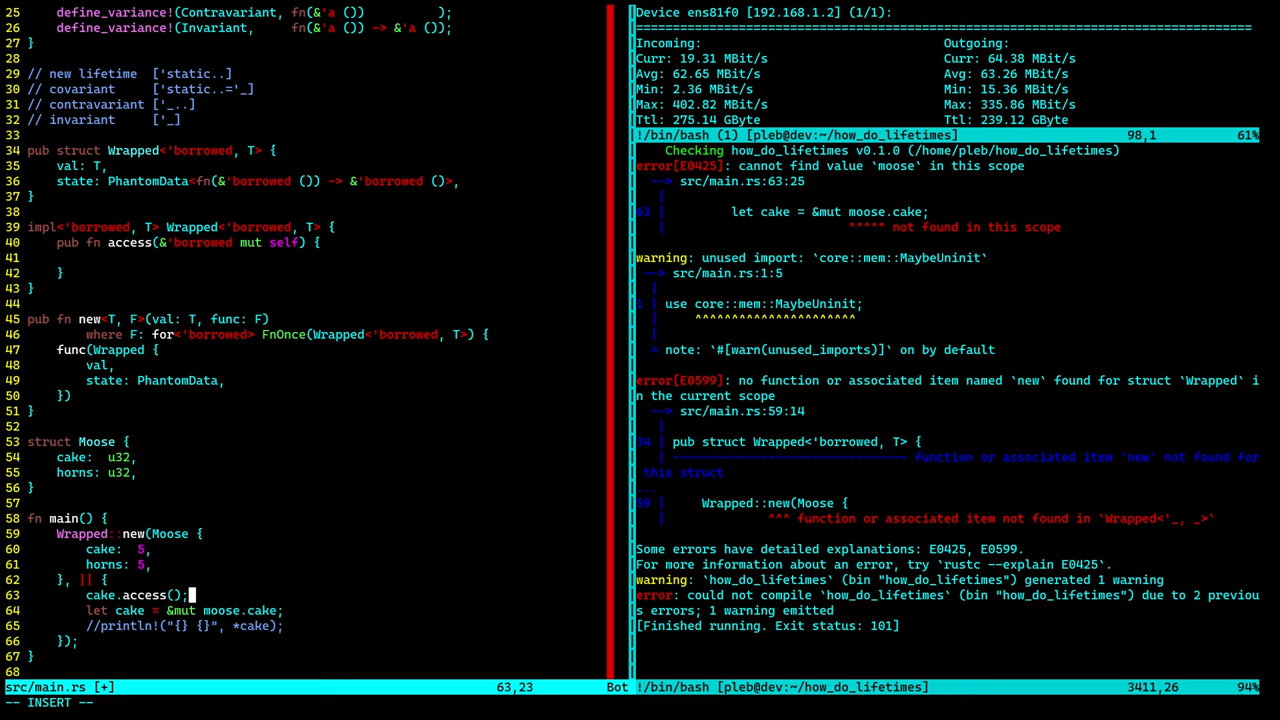 25     define_variance!(Contravariant, fn(&'a ())          );
26     define_variance!(Invariant,     fn(&'a ()) -> &'a ());
27 }
28
29 // new lifetime  ['static..]
30 // covariant     ['static..='_]
31 // contravariant ['_..]
32 // invariant     ['_]
33
34 pub struct Wrapped<'borrowed, T> {
35     val: T,
36     state: PhantomData<fn(&'borrowed ()) -> &'borrowed ()>,
37 }
38
39 impl<'borrowed, T> Wrapped<'borrowed, T> {
40     pub fn access(&'borrowed mut self) {
41
42     }
43 }
44
45 pub fn new<T, F>(val: T, func: F)
46         where F: for<'borrowed> FnOnce(Wrapped<'borrowed, T>) {
47     func(Wrapped {
48         val,
49         state: PhantomData,
50     })
51 }
52
53 struct Moose {
54     cake:  u32,
55     horns: u32,
56 }
57
58 fn main() {
59     Wrapped::new(Moose {
60         cake:  5,
61         horns: 5,
62     }, || {
63         cake.access();
64         let cake = &mut moose.cake;
65         //println!("{} {}", *cake);
66     });
67 }
68
src/main.rs [+] 63,23 Bot
-- INSERT --
Device ens81f0 [192.168.1.2] (1/1):
================================================================================
Incoming: Outgoing:
Curr: 19.31 MBit/s Curr: 64.38 MBit/s
Avg: 62.65 MBit/s Avg: 63.26 MBit/s
Min: 2.36 MBit/s Min: 15.36 MBit/s
Max: 402.82 MBit/s Max: 335.86 MBit/s
Ttl: 275.14 GByte Ttl: 239.12 GByte
!/bin/bash (1) [pleb@dev:~/how_do_lifetimes] 98,1 61%
    Checking how_do_lifetimes v0.1.0 (/home/pleb/how_do_lifetimes)
error[E0425]: cannot find value `moose` in this scope
  --> src/main.rs:63:25
   |
63 |         let cake = &mut moose.cake;
   |                         ^^^^^ not found in this scope

warning: unused import: `core::mem::MaybeUninit`
 --> src/main.rs:1:5
  |
1 | use core::mem::MaybeUninit;
  |     ^^^^^^^^^^^^^^^^^^^^^^
  |
  = note: `#[warn(unused_imports)]` on by default

error[E0599]: no function or associated item named `new` found for struct `Wrapped` i
n the current scope
  --> src/main.rs:59:14
   |
34 | pub struct Wrapped<'borrowed, T> {
   | -------------------------------- function or associated item `new` not found for
 this struct
...
59 |     Wrapped::new(Moose {
   |              ^^^ function or associated item not found in `Wrapped<'_, _>`

Some errors have detailed explanations: E0425, E0599.
For more information about an error, try `rustc --explain E0425`.
warning: `how_do_lifetimes` (bin "how_do_lifetimes") generated 1 warning
error: could not compile `how_do_lifetimes` (bin "how_do_lifetimes") due to 2 previou
s errors; 1 warning emitted
[Finished running. Exit status: 101]
!/bin/bash [pleb@dev:~/how_do_lifetimes] 3411,26 94%